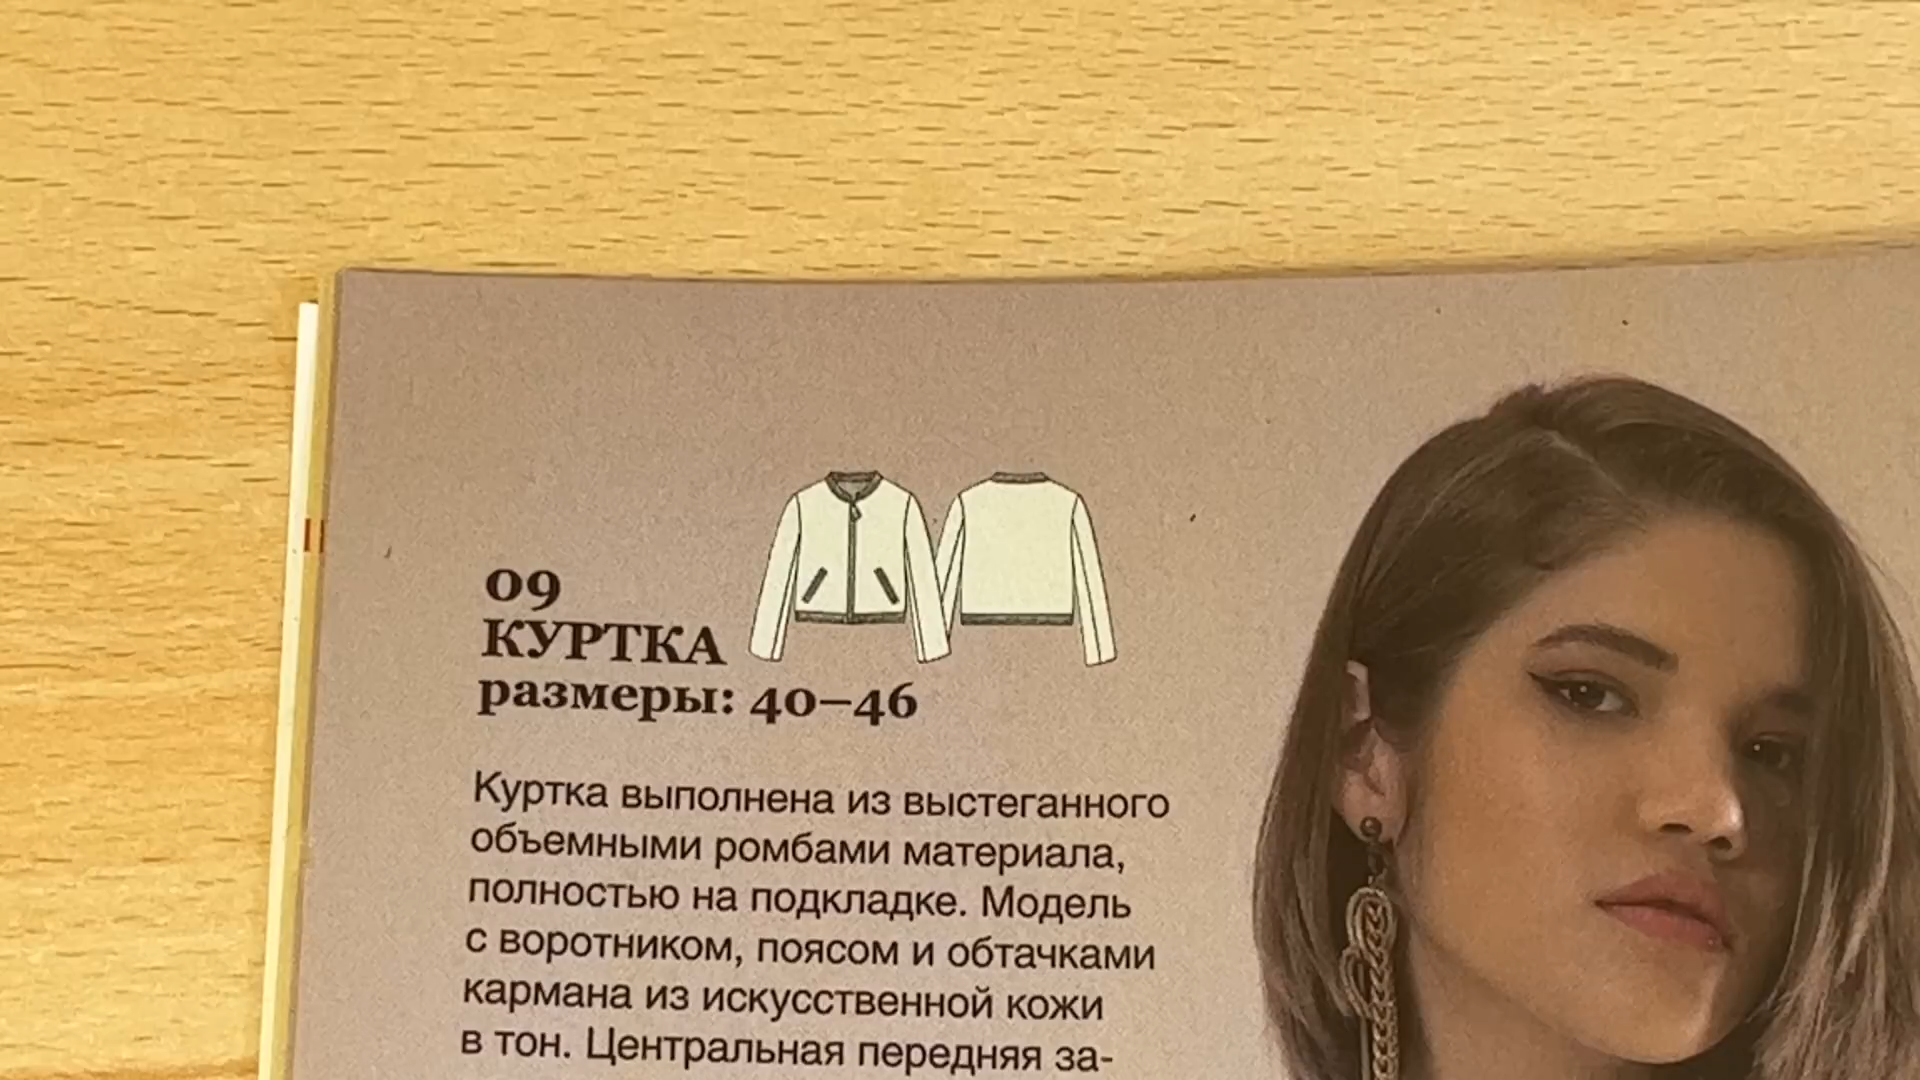 09
КУРТКА
размеры: 40–46
Куртка выполнена из выстеганного
объемными ромбами материала,
полностью на подкладке. Модель
с воротником, поясом и обтачками
кармана из искусственной кожи
в тон. Центральная передняя за-